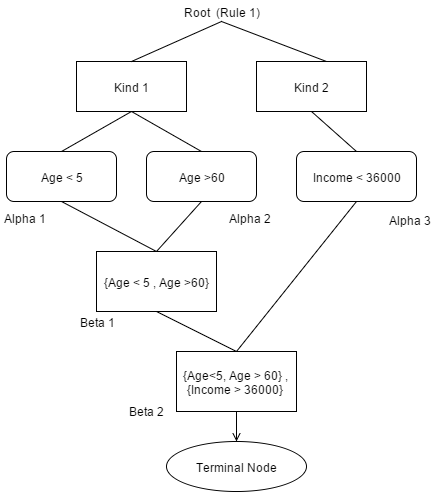 Root (Rule 1)
Kind 1
Kind 2
Age < 5
Age >60
Income < 36000
Alpha 1
Alpha 2
Alpha 3
{Age < 5 , Age >60}
Beta 1
{Age<5, Age > 60} ,
{Income > 36000}
Beta 2
Terminal Node